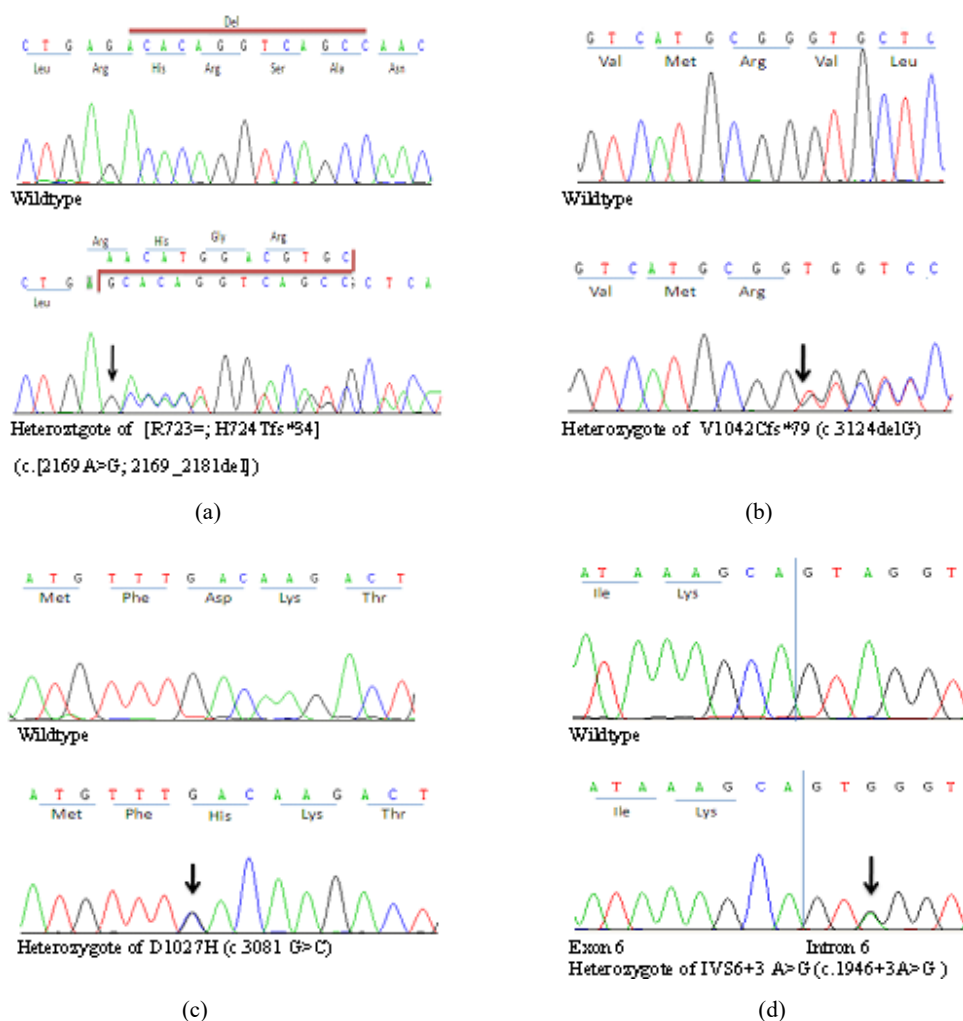 Del
C T G A G A C A C A G G T C A G C C A A C
Leu Arg His Arg Ser Ala Asn
Wildtype
Arg His Gly Arg
A A C A T G G A C G T G C
C T G A G C A C A G G T C A G C C C T C A
Leu
Heteroztgote of [R723=; H724Tfs*54]
(c.[2169 A>G; 2169_2181del])
(a)
G T C A T G C G G G T G C T C
Val Met Arg Val Leu
Wildtype
G T C A T G C G G T G G T C C
Val Met Arg
Heterozygote of V1042Cfs*79 (c.3124delG)
(b)
A T G T T T G A C A A G A C T
Met Phe Asp Lys Thr
Wildtype
A T G T T T G A C A A G A C T
Met Phe His Lys Thr
Heterozygote of D1027H (c.3081 G>C)
(c)
A T A A A G C A G T A G G T
Ile Lys
Wildtype
A T A A A G C A G T G G G T
Ile Lys
Exon 6 Intron 6
Heterozygote of IVS6+3 A>G (c.1946+3A>G )
(d)